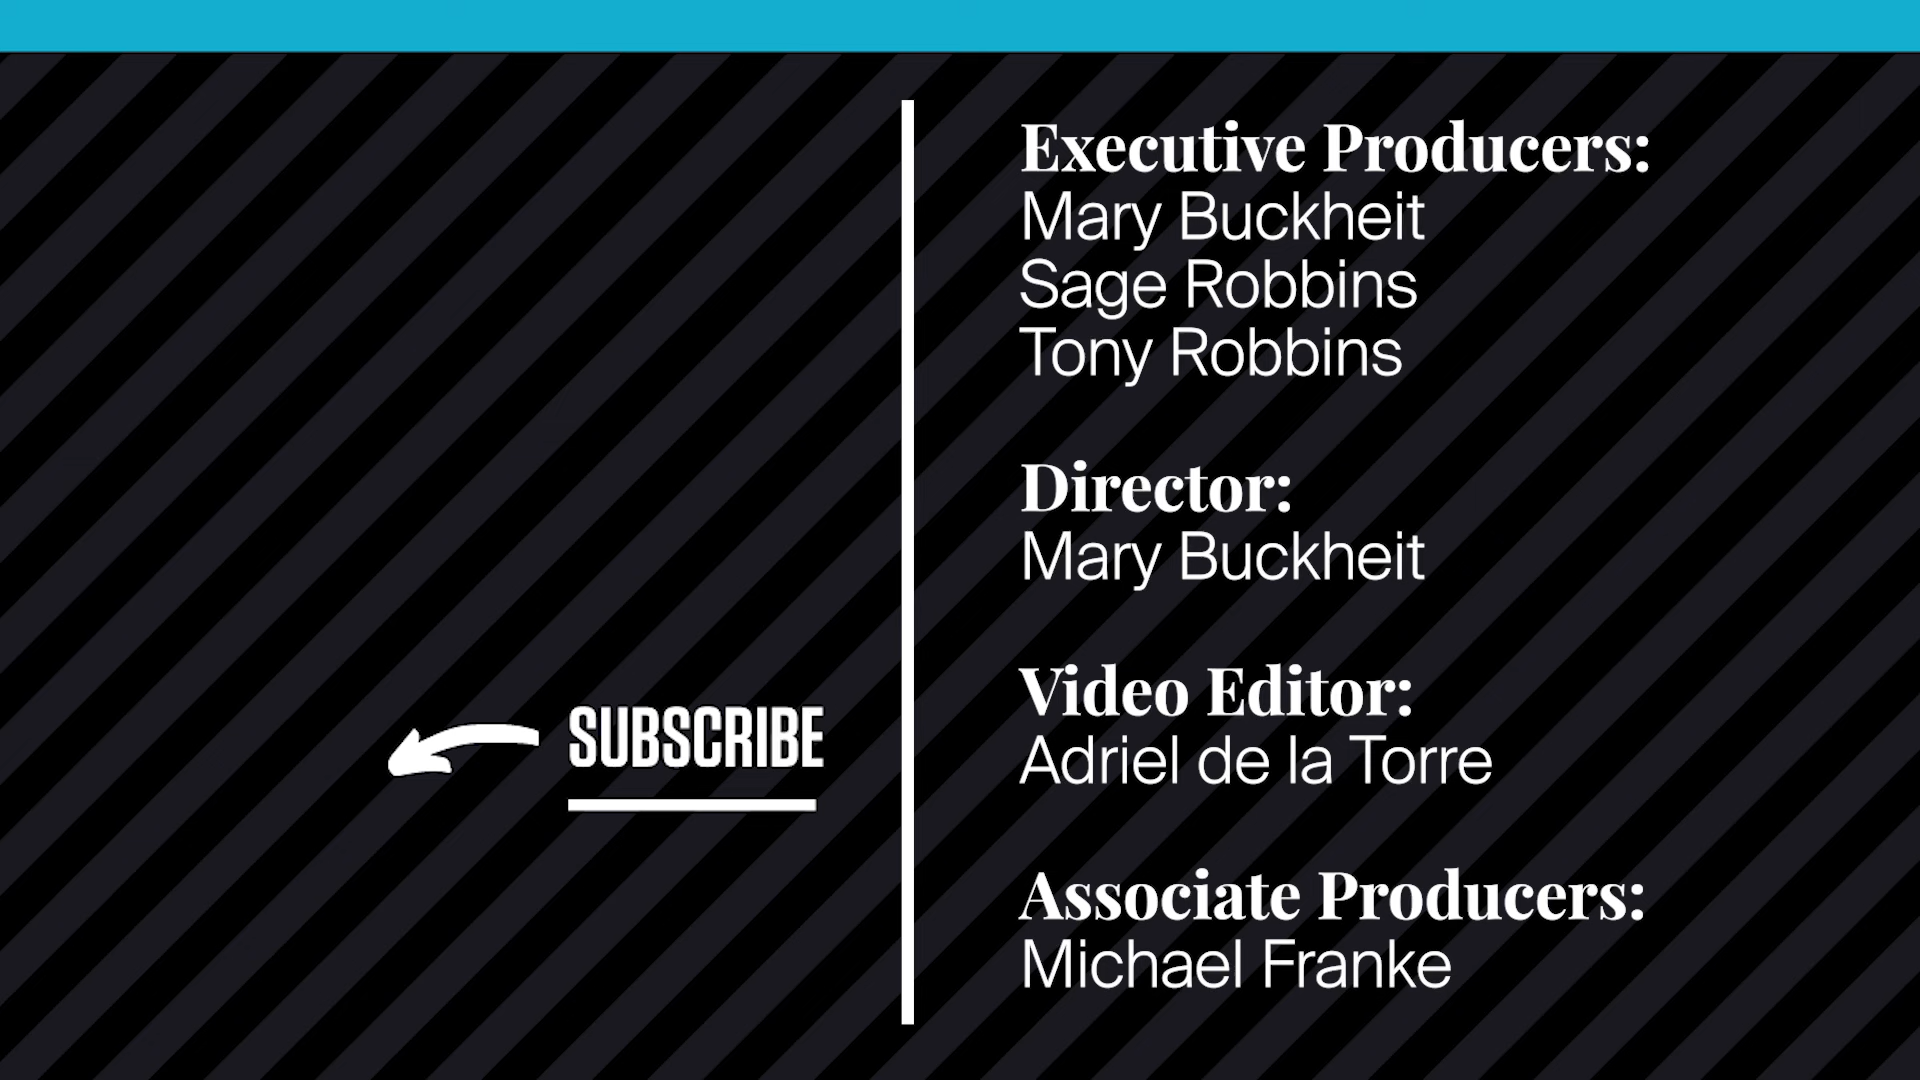 SUBSCRIBE
Executive Producers:
Mary Buckheit
Sage Robbins
Tony Robbins
Director:
Mary Buckheit
Video Editor:
Adriel de la Torre
Associate Producers:
Michael Franke